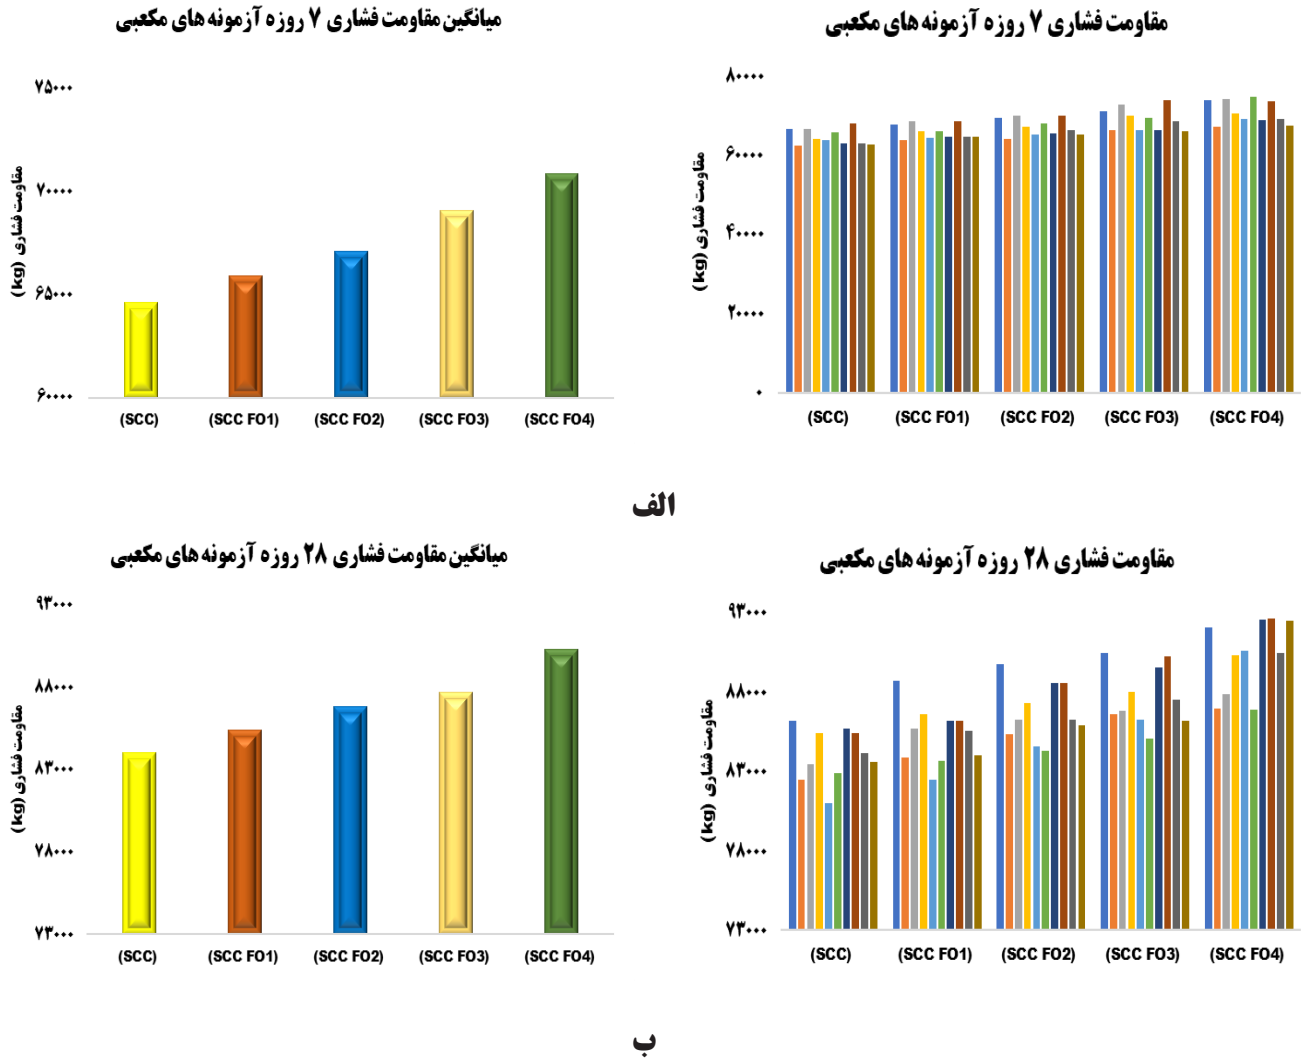 میانگین مقاومت فشاری ۷ روزه آزمونه های مکعبی
مقاومت فشاری (kg)
۷۵۰۰۰
۷۰۰۰۰
۶۵۰۰۰
۶۰۰۰۰
(SCC) (SCC FO1) (SCC FO2) (SCC FO3) (SCC FO4)
مقاومت فشاری ۷ روزه آزمونه های مکعبی
مقاومت فشاری (kg)
۸۰۰۰۰
۶۰۰۰۰
۴۰۰۰۰
۲۰۰۰۰
۰
(SCC) (SCC FO1) (SCC FO2) (SCC FO3) (SCC FO4)
الف
میانگین مقاومت فشاری ۲۸ روزه آزمونه های مکعبی
مقاومت فشاری (kg)
۹۳۰۰۰
۸۸۰۰۰
۸۳۰۰۰
۷۸۰۰۰
۷۳۰۰۰
(SCC) (SCC FO1) (SCC FO2) (SCC FO3) (SCC FO4)
مقاومت فشاری ۲۸ روزه آزمونه های مکعبی
مقاومت فشاری (kg)
۹۳۰۰۰
۸۸۰۰۰
۸۳۰۰۰
۷۸۰۰۰
۷۳۰۰۰
(SCC) (SCC FO1) (SCC FO2) (SCC FO3) (SCC FO4)
ب